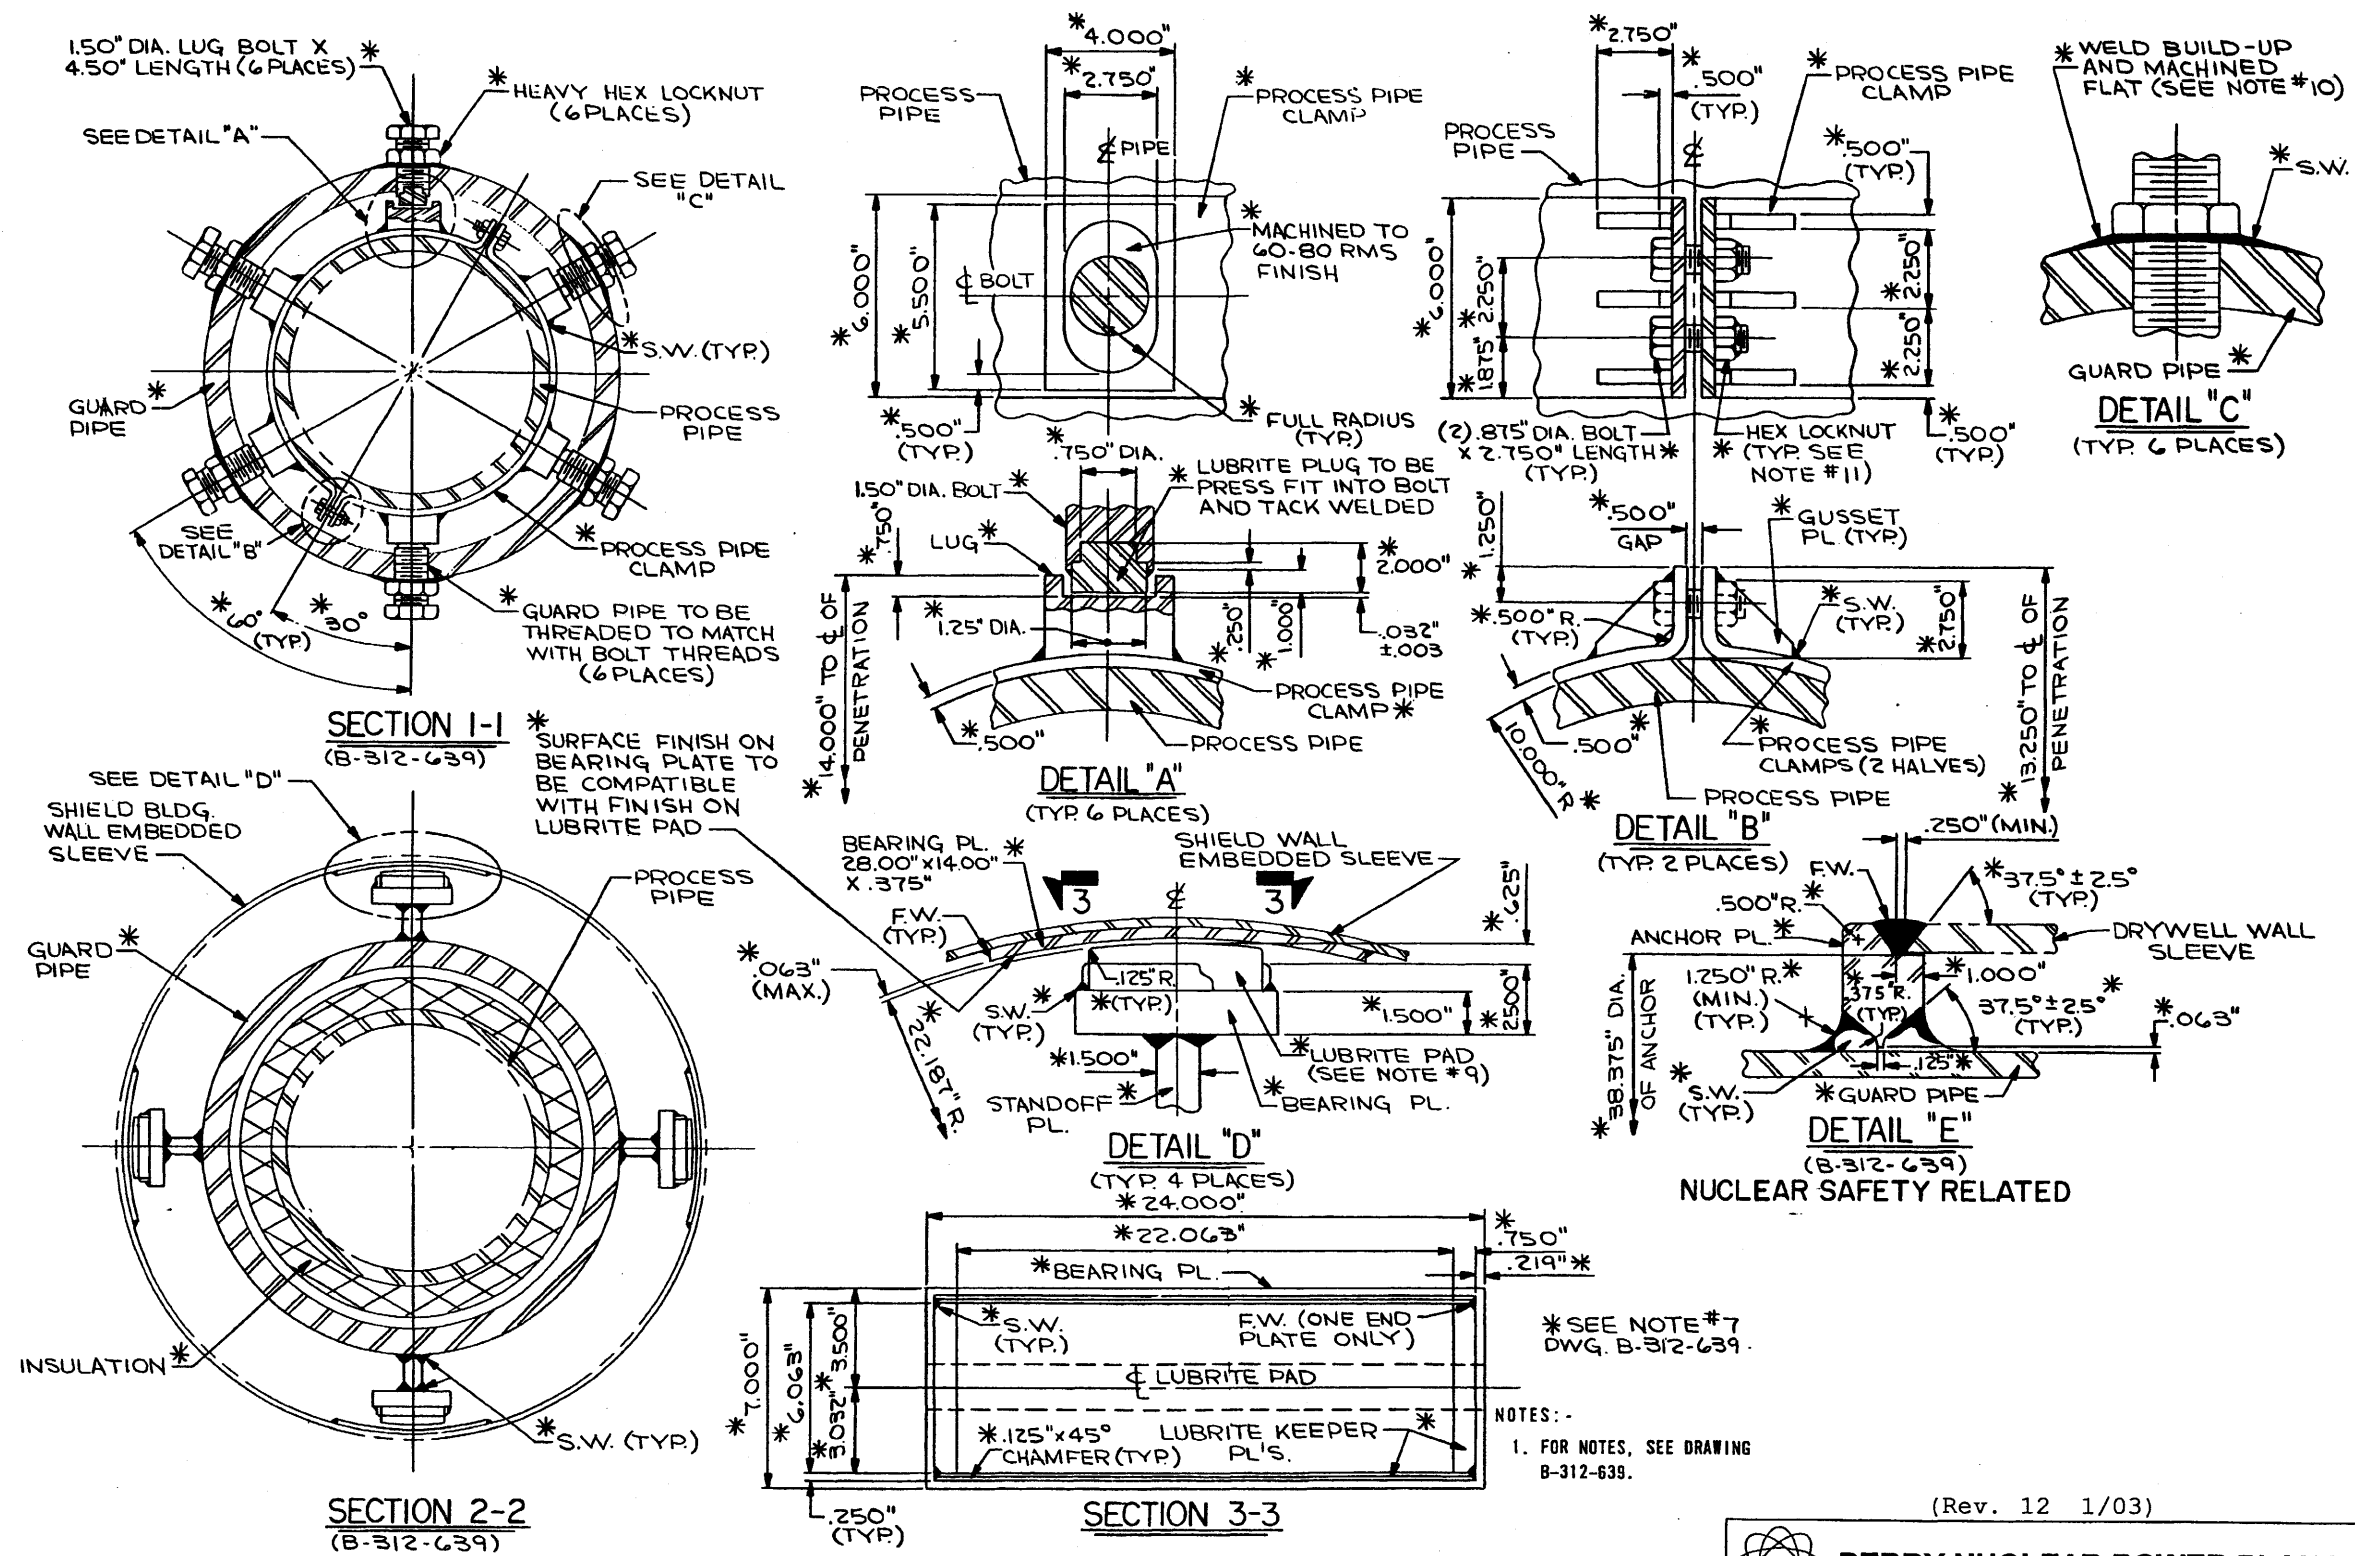 1.50" DIA. LUG BOLT X *
4.50" LENGTH (6 PLACES) *
* HEAVY HEX LOCKNUT
(6 PLACES)
SEE DETAIL "A"
SEE DETAIL
"C"
* S.W. (TYP.)
* GUARD
PIPE
PROCESS
PIPE
SEE
DETAIL "B"
* PROCESS PIPE
CLAMP
* 60°
(TYP.)
* 30°
* GUARD PIPE TO BE
THREADED TO MATCH
WITH BOLT THREADS
(6 PLACES)
SECTION 1-1
(B-312-639)
* 4.000"
* 2.750"
PROCESS
PIPE
* PROCESS PIPE
CLAMP
℄ PIPE
* MACHINED TO
60-80 RMS
FINISH
℄ BOLT
* 6.000"
* 5.500"
* .500"
(TYP.)
* FULL RADIUS
(TYP.)
* .750" DIA.
* LUBRITE PLUG TO BE
PRESS FIT INTO BOLT
AND TACK WELDED
1.50" DIA. BOLT *
* .750"
LUG *
* 2.000"
* 1.25" DIA.
* .250"
* 1.000"
.032"
±.003
* 14.000" TO ℄ OF
PENETRATION
PROCESS PIPE
CLAMP *
* .500"
PROCESS PIPE
DETAIL "A"
(TYP. 6 PLACES)
* 2.750"
* .500"
(TYP.)
* PROCESS PIPE
CLAMP
PROCESS
PIPE
℄
* .500"
(TYP.)
* 6.000"
* 2.250"
* 1.875"
* 2.250"
* 2.250"
* .500"
(TYP.)
(2) .875" DIA. BOLT
X 2.750" LENGTH *
(TYP.)
HEX LOCKNUT
* (TYP. SEE
NOTE #11)
* .500"
GAP
* GUSSET
PL. (TYP.)
* 1.250"
* .500" R.
(TYP.)
* S.W.
(TYP.)
* 2.750"
* 13.250" TO ℄ OF
PENETRATION
* .500"
10.000" R *
* PROCESS PIPE
CLAMPS (2 HALVES)
PROCESS PIPE
DETAIL "B"
(TYP. 2 PLACES)
* WELD BUILD-UP
AND MACHINED
FLAT (SEE NOTE #10)
* S.W.
GUARD PIPE *
DETAIL "C"
(TYP. 6 PLACES)
SEE DETAIL "D"
SHIELD BLDG.
WALL EMBEDDED
SLEEVE
PROCESS
PIPE
GUARD *
PIPE
INSULATION *
* S.W. (TYP.)
SECTION 2-2
(B-312-639)
* SURFACE FINISH ON
BEARING PLATE TO
BE COMPATIBLE
WITH FINISH ON
LUBRITE PAD
BEARING PL. *
28.00" X 14.00"
X .375"
SHIELD WALL
EMBEDDED SLEEVE
3 3
℄
F.W.
(TYP.)
* .625"
* .063"
(MAX.)
.125" R.
* (TYP.)
S.W. *
(TYP.)
* 1.500"
* 2.500"
* 22.187" R.
* 1.500"
* LUBRITE PAD
(SEE NOTE #9)
STANDOFF *
PL.
* BEARING PL.
DETAIL "D"
(TYP. 4 PLACES)
.250" (MIN.)
F.W.
* 37.5° ± 2.5°
(TYP.)
.500" R. *
ANCHOR PL. *
DRYWELL WALL
SLEEVE
1.250" R. *
(MIN.)
(TYP.)
* .375" R.
(TYP.)
* 1.000"
37.5° ± 2.5° *
(TYP.)
* .063"
* 38.375" DIA.
OF ANCHOR
* S.W.
(TYP.)
.125" *
* GUARD PIPE
DETAIL "E"
(B-312-639)
NUCLEAR SAFETY RELATED
* 24.000"
* 22.063"
* .750"
.219" *
* BEARING PL.
* S.W.
(TYP.)
F.W. (ONE END
PLATE ONLY)
* 7.000"
* 6.063"
* 3.500"
* 3.032"
℄ LUBRITE PAD
* .125" X 45°
CHAMFER (TYP.)
LUBRITE KEEPER *
PL'S.
.250"
(TYP.)
SECTION 3-3
* SEE NOTE #7
DWG. B-312-639.
NOTES:-
1. FOR NOTES, SEE DRAWING
B-312-639.
(Rev. 12 1/03)
PERRY NUCLEAR POWER PLANT